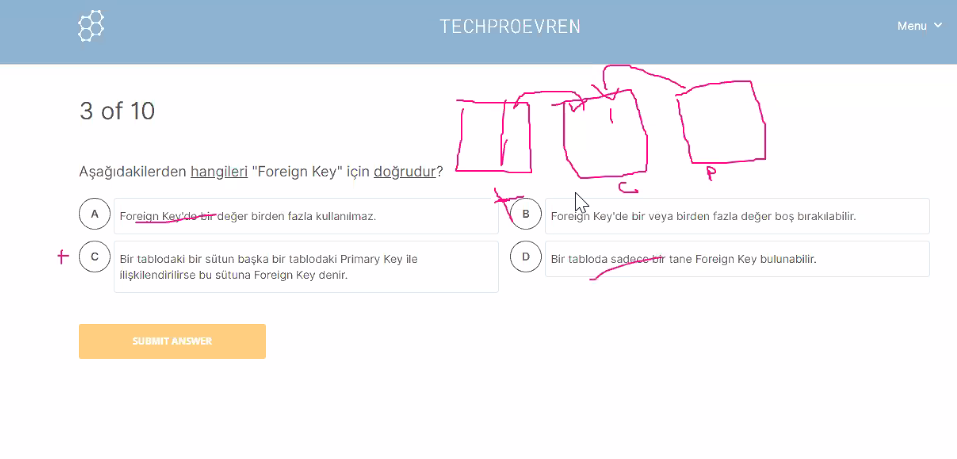 TECHPROEVREN
Menu
3 of 10
Aşağıdakilerden hangileri "Foreign Key" için doğrudur?
A
Foreign Key'de bir değer birden fazla kullanılmaz.
B
Foreign Key'de bir veya birden fazla değer boş bırakılabilir.
C
Bir tablodaki bir sütun başka bir tablodaki Primary Key ile
ilişkilendirilirse bu sütuna Foreign Key denir.
D
Bir tabloda sadece bir tane Foreign Key bulunabilir.
SUBMIT ANSWER
C
P